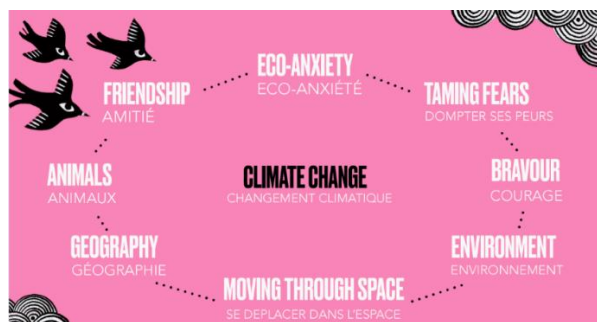 ECO-ANXIETY
ECO-ANXIÉTÉ
FRIENDSHIP
AMITIÉ
TAMING FEARS
DOMPTER SES PEURS
ANIMALS
ANIMAUX
CLIMATE CHANGE
CHANGEMENT CLIMATIQUE
BRAVOUR
COURAGE
GEOGRAPHY
GÉOGRAPHIE
ENVIRONMENT
ENVIRONNEMENT
MOVING THROUGH SPACE
SE DEPLACER DANS L'ESPACE